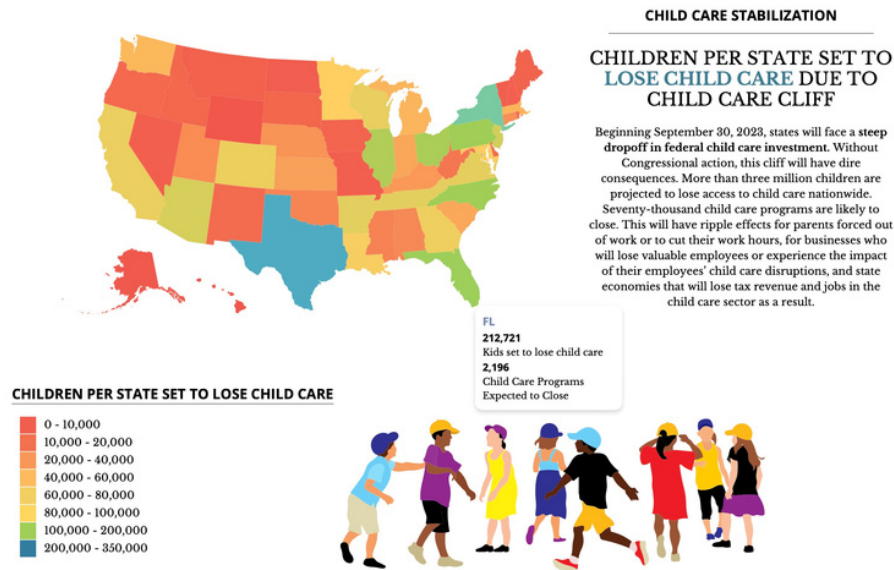 CHILD CARE STABILIZATION
CHILDREN PER STATE SET TO
LOSE CHILD CARE DUE TO
CHILD CARE CLIFF
Beginning September 30, 2023, states will face a steep
dropoff in federal child care investment. Without
Congressional action, this cliff will have dire
consequences. More than three million children are
projected to lose access to child care nationwide.
Seventy-thousand child care programs are likely to
close. This will have ripple effects for parents forced out
of work or to cut their work hours, for businesses who
will lose valuable employees or experience the impact
of their employees' child care disruptions, and state
economies that will lose tax revenue and jobs in the
child care sector as a result.
FL
212,721
Kids set to lose child care
2,196
Child Care Programs
Expected to Close
CHILDREN PER STATE SET TO LOSE CHILD CARE
0 - 10,000
10,000 - 20,000
20,000 - 40,000
40,000 - 60,000
60,000 - 80,000
80,000 - 100,000
100,000 - 200,000
200,000 - 350,000